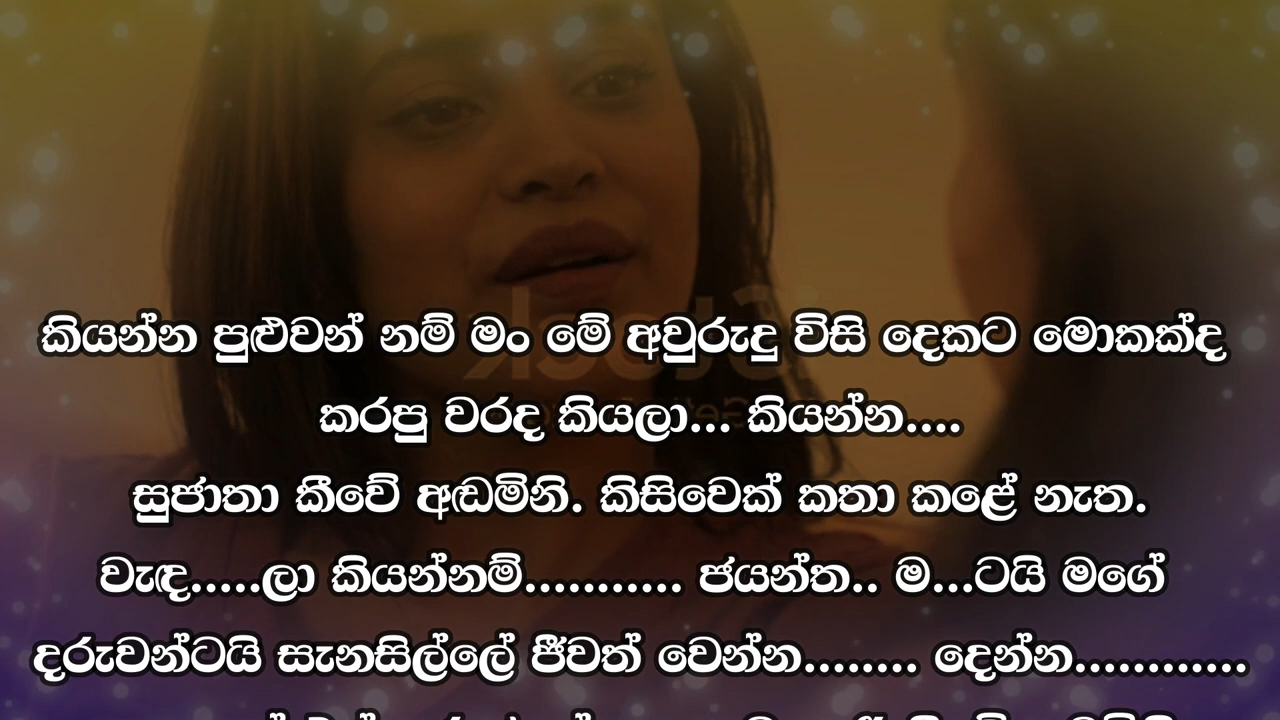 කියන්න පුළුවන් නම් මං මේ අවුරුදු විසි දෙකට මොකක්ද
කරපු වරද කියලා... කියන්න....
සුජාතා කීවේ අඬමිනි. කිසිවෙක් කතා කළේ නැත.
වැඳ.....ලා කියන්නම්........... ජයන්ත.. ම...ටයි මගේ
දරුවන්ටයි සැනසිල්ලේ ජීවත් වෙන්න........ දෙන්න............